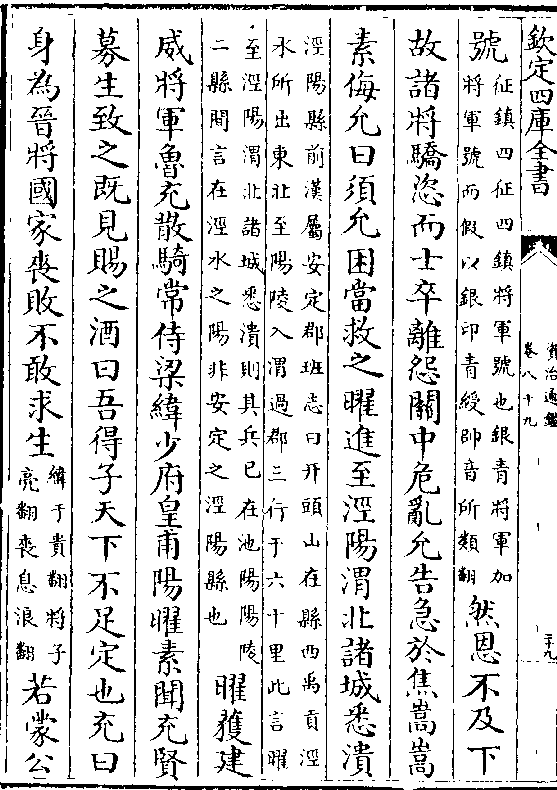 欽定四庫全書
資治通鑑
卷八十九
二十九
號征鎮四征四鎮將軍號也銀青將軍加
將軍號而假以銀印青綬帥音所類翻然恩不及下
故諸將驕恣而士卒離怨關中危亂允告急於焦嵩嵩
素侮允曰須允困當救之曜進至涇陽渭北諸城悉潰
涇陽縣前漢屬安定郡班志曰幵頭山在縣西禹貢涇
水所出東北至陽陵入渭過郡三行千六十里此言曜
至涇陽渭北諸城悉潰則其兵已在池陽陽陵
二縣間言在涇水之陽非安定之涇陽縣也曜獲建
威將軍魯充散騎常侍梁緯少府皇甫陽曜素聞充賢
募生致之既見賜之酒曰吾得子天下不足定也充曰
身為晉將國家喪敗不敢求生緯于貴翻將子
亮翻喪息浪翻若蒙公